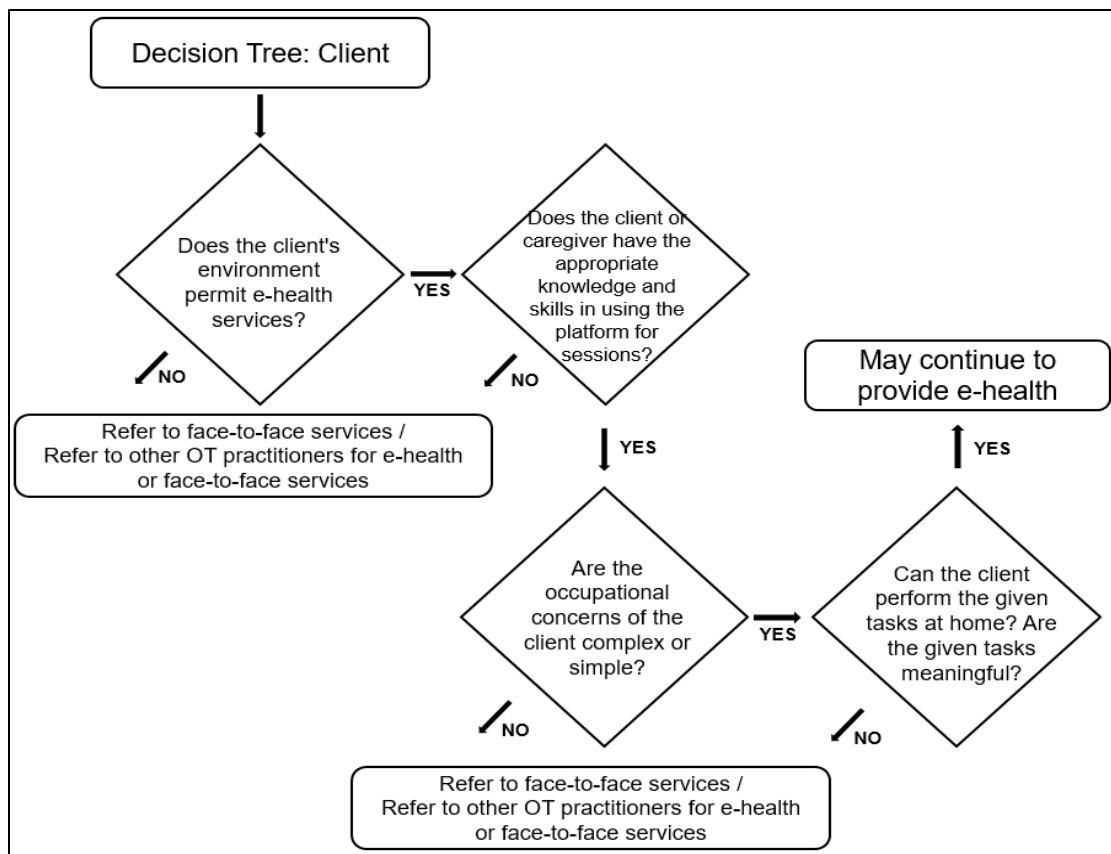 Decision Tree: Client
Does the client's
environment
permit e-health
services?
YES
NO
Does the client or
caregiver have the
appropriate
knowledge and
skills in using the
platform for
sessions?
NO
YES
Refer to face-to-face services /
Refer to other OT practitioners for e-health
or face-to-face services
Are the
occupational
concerns of the
client complex or
simple?
YES
NO
Can the client
perform the given
tasks at home? Are
the given tasks
meaningful?
YES
NO
May continue to
provide e-health
Refer to face-to-face services /
Refer to other OT practitioners for e-health
or face-to-face services